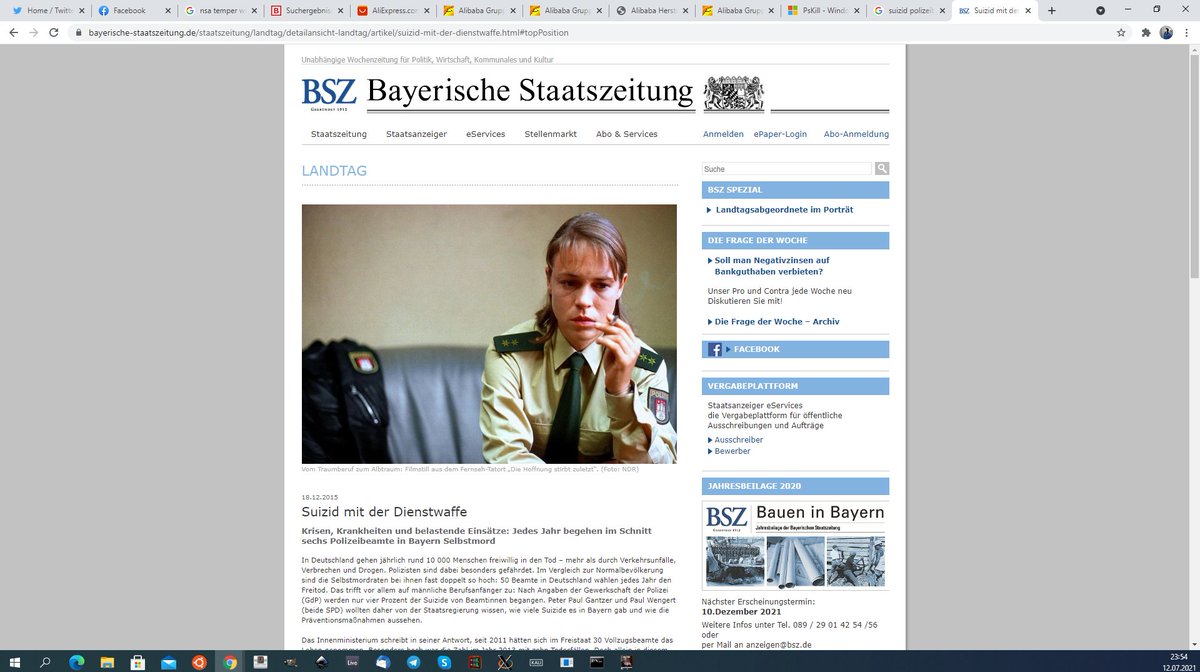 Home / Twitte
Facebook
nsa temper w
Suchergebnis
AliExpress.com
Alibaba Grupp
Alibaba Grupp
Alibaba Herst
Alibaba Grupp
PsKill - Windo
suizid polizeit
Suizid mit de
bayerische-staatszeitung.de/staatszeitung/landtag/detailansicht-landtag/artikel/suizid-mit-der-dienstwaffe.html#topPosition
Unabhängige Wochenzeitung für Politik, Wirtschaft, Kommunales und Kultur
BSZ Bayerische Staatszeitung
GEGRÜNDET 1912
Staatszeitung Staatsanzeiger eServices Stellenmarkt Abo & Services
Anmelden ePaper-Login Abo-Anmeldung
LANDTAG
POLIZEI
Vom Traumberuf zum Albtraum: Filmstill aus dem Fernseh-Tatort „Die Hoffnung stirbt zuletzt". (Foto: NDR)
18.12.2015
Suizid mit der Dienstwaffe
Krisen, Krankheiten und belastende Einsätze: Jedes Jahr begehen im Schnitt
sechs Polizeibeamte in Bayern Selbstmord
In Deutschland gehen jährlich rund 10 000 Menschen freiwillig in den Tod – mehr als durch Verkehrsunfälle,
Verbrechen und Drogen. Polizisten sind dabei besonders gefährdet. Im Vergleich zur Normalbevölkerung
sind die Selbstmordraten bei ihnen fast doppelt so hoch: 50 Beamte in Deutschland wählen jedes Jahr den
Freitod. Das trifft vor allem auf männliche Berufsanfänger zu: Nach Angaben der Gewerkschaft der Polizei
(GdP) werden nur vier Prozent der Suizide von Beamtinnen begangen. Peter Paul Gantzer und Paul Wengert
(beide SPD) wollten daher von der Staatsregierung wissen, wie viele Suizide es in Bayern gab und wie die
Präventionsmaßnahmen aussehen.
Das Innenministerium schreibt in seiner Antwort, seit 2011 hätten sich im Freistaat 30 Vollzugsbeamte das
Suche
BSZ SPEZIAL
Landtagsabgeordnete im Porträt
DIE FRAGE DER WOCHE
Soll man Negativzinsen auf
Bankguthaben verbieten?
Unser Pro und Contra jede Woche neu
Diskutieren Sie mit!
Die Frage der Woche – Archiv
FACEBOOK
VERGABEPLATTFORM
Staatsanzeiger eServices
die Vergabeplattform für öffentliche
Ausschreibungen und Aufträge
Ausschreiber
Bewerber
JAHRESBEILAGE 2020
BSZ Bauen in Bayern
Jahresbeilage der Bayerischen Staatszeitung
Nächster Erscheinungstermin:
10.Dezember 2021
Weitere Infos unter Tel. 089 / 29 01 42 54 /56
oder
per Mail an anzeigen@bsz.de
Live
KALI
23:54
12.07.2021